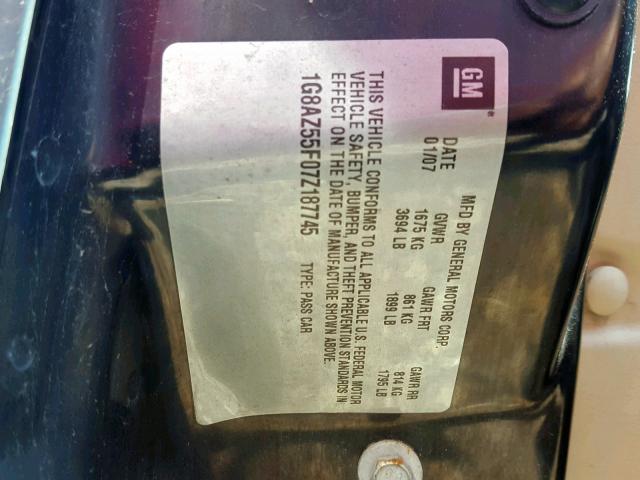 GM
MFD BY GENERAL MOTORS CORP.
DATE GVWR GAWR FRT GAWR RR
01/07 1675 KG 861 KG 814 KG
3694 LB 1899 LB 1795 LB
THIS VEHICLE CONFORMS TO ALL APPLICABLE U.S. FEDERAL MOTOR
VEHICLE SAFETY, BUMPER, AND THEFT PREVENTION STANDARDS IN
EFFECT ON THE DATE OF MANUFACTURE SHOWN ABOVE.
1G8AZ55F07Z187745 TYPE: PASS CAR